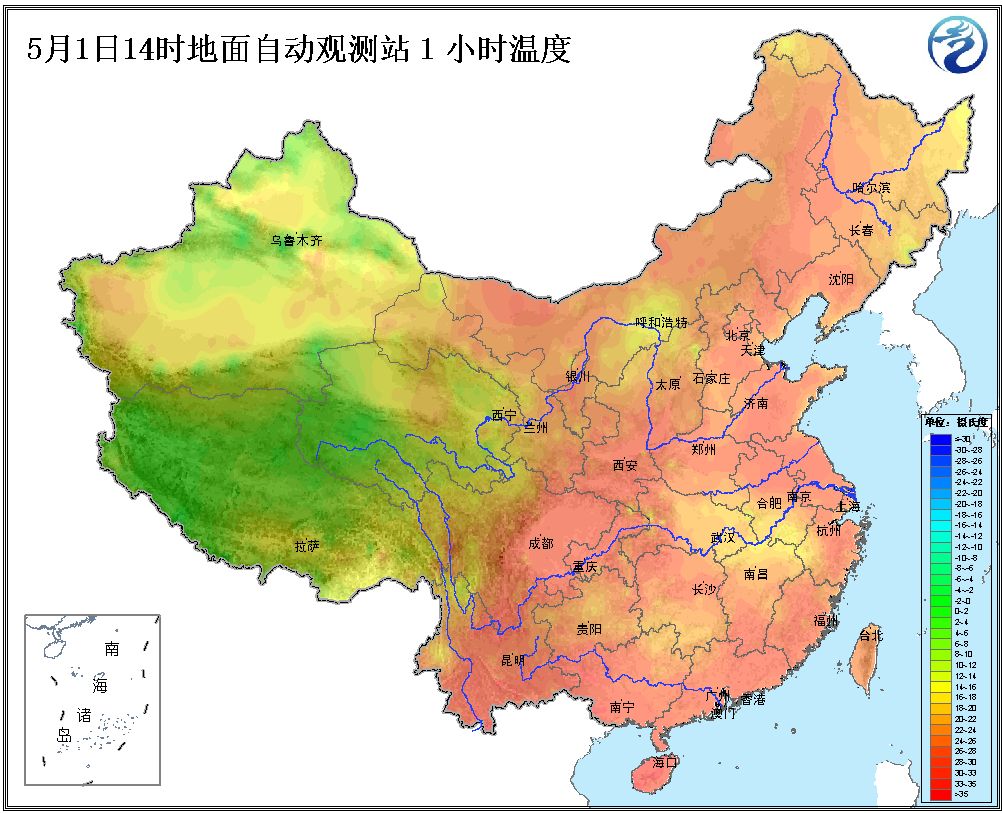 5月1日14时地面自动观测站1小时温度
哈尔滨
长春
乌鲁木齐
沈阳
呼和浩特
北京
天津
银川
太原
石家庄
济南
西宁
兰州
郑州
西安
合肥
南京
上海
杭州
武汉
成都
拉萨
重庆
南昌
长沙
福州
贵阳
台北
昆明
南宁
广州
香港
澳门
海口
南
海
诸
岛
单位：摄氏度
≤-30
-30~-28
-28~-26
-26~-24
-24~-22
-22~-20
-20~-18
-18~-16
-16~-14
-14~-12
-12~-10
-10~-8
-8~-6
-6~-4
-4~-2
-2~0
0~2
2~4
4~6
6~8
8~10
10~12
12~14
14~16
16~18
18~20
20~22
22~24
24~26
26~28
28~30
30~33
33~35
>35